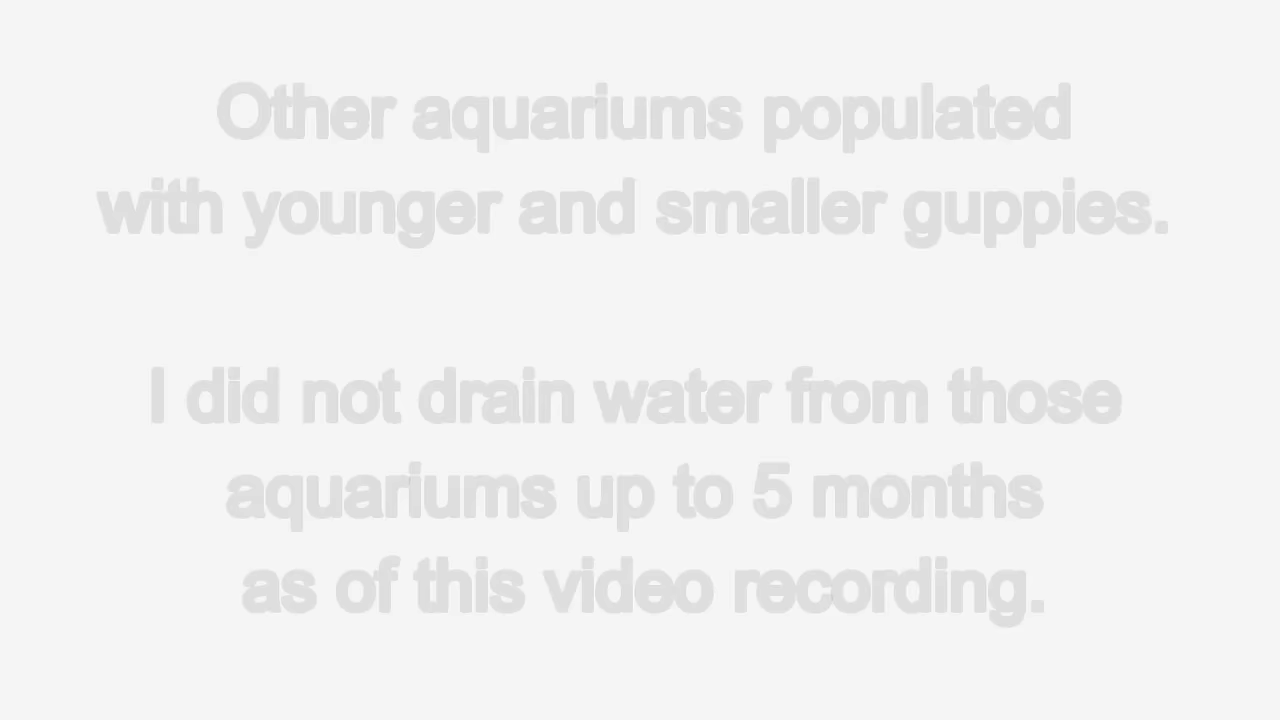 Other aquariums populated
with younger and smaller guppies.
I did not drain water from those
aquariums up to 5 months
as of this video recording.